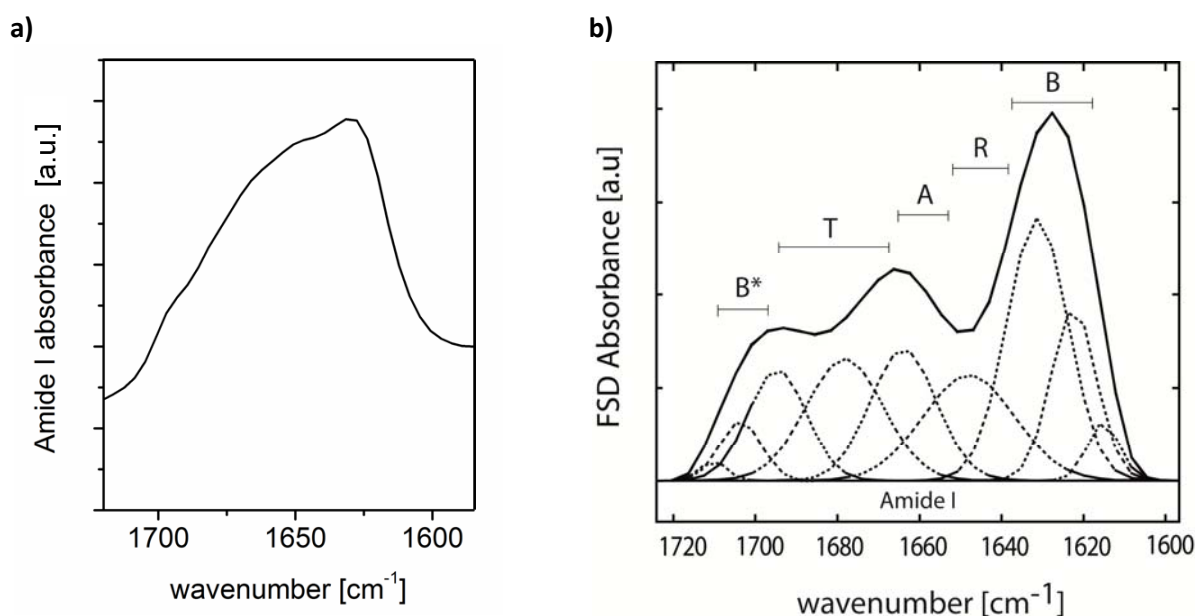 a)
Amide I absorbance [a.u.]
1700
1650
1600
wavenumber [cm⁻¹]
b)
FSD Absorbance [a.u]
B
R
A
T
B*
Amide I
1720
1700
1680
1660
1640
1620
1600
wavenumber [cm⁻¹]